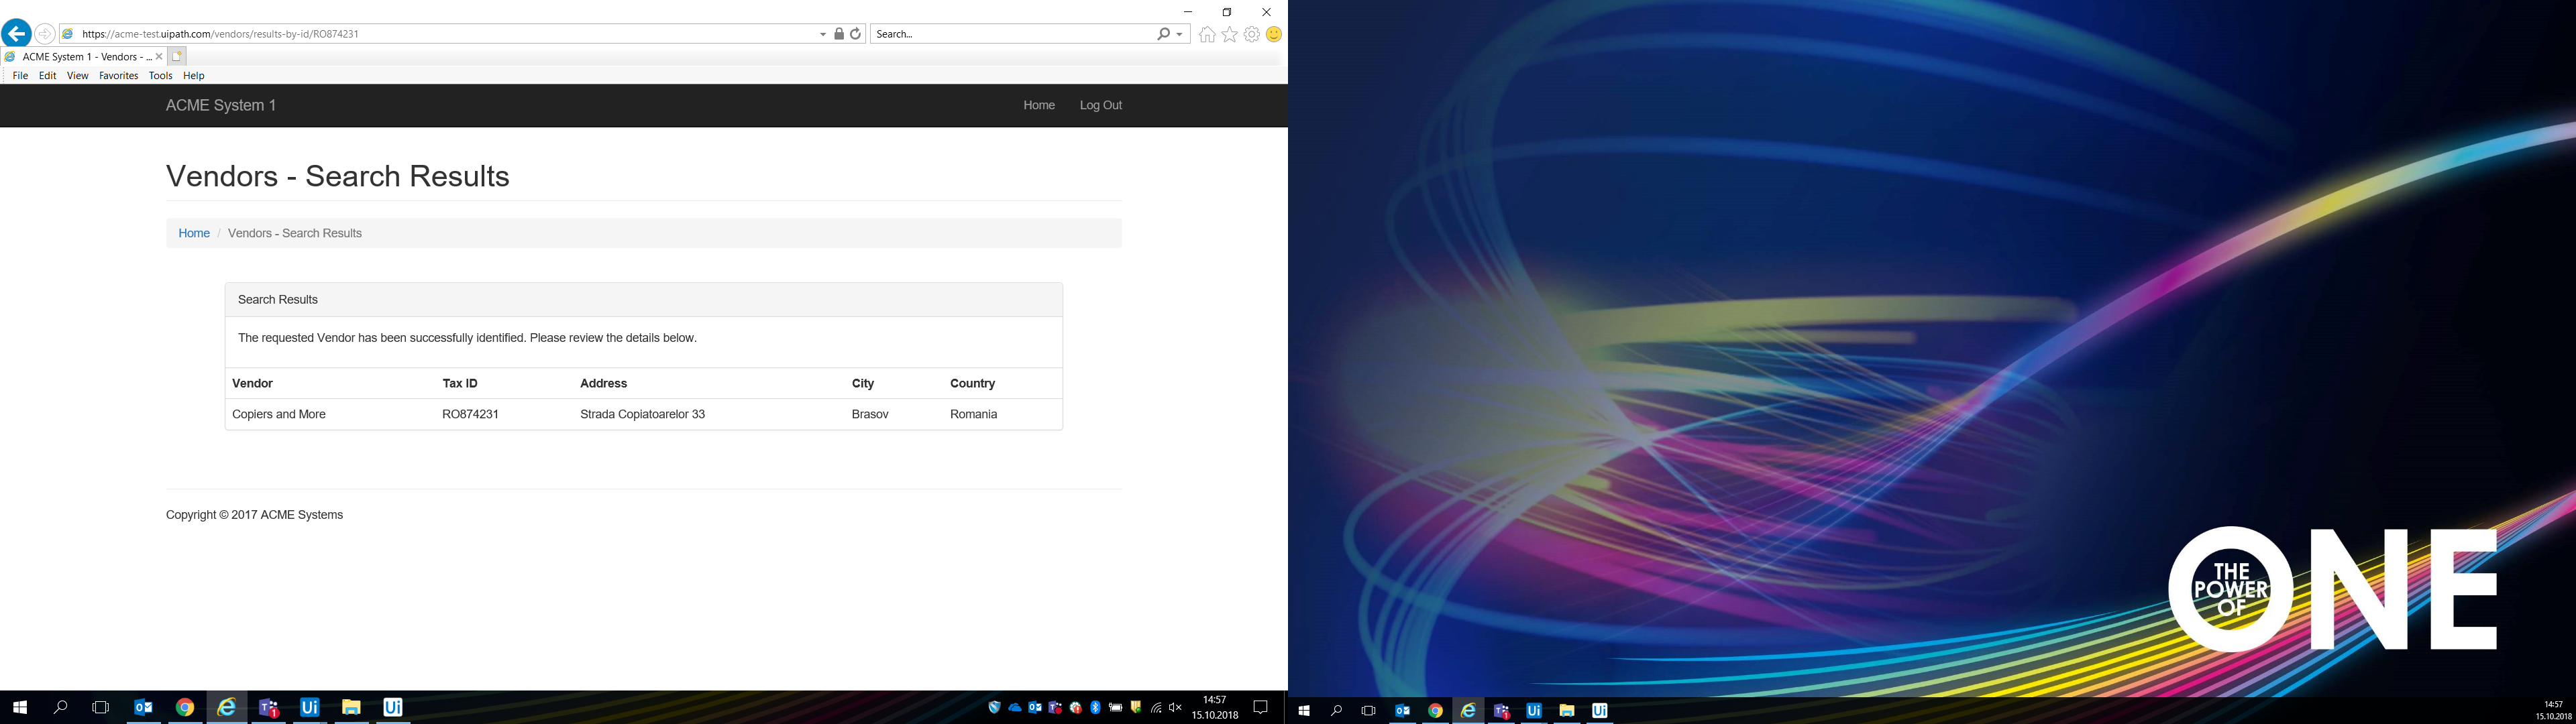 https://acme-test.uipath.com/vendors/results-by-id/RO874231
Search...
ACME System 1 - Vendors - ...
File Edit View Favorites Tools Help
ACME System 1 Home Log Out
Vendors - Search Results
Home / Vendors - Search Results
Search Results
The requested Vendor has been successfully identified. Please review the details below.
Vendor Tax ID Address City Country
Copiers and More RO874231 Strada Copiatoarelor 33 Brasov Romania
Copyright © 2017 ACME Systems
14:57
15.10.2018
THE
POWER
OF
ONE
14:57
15.10.2018